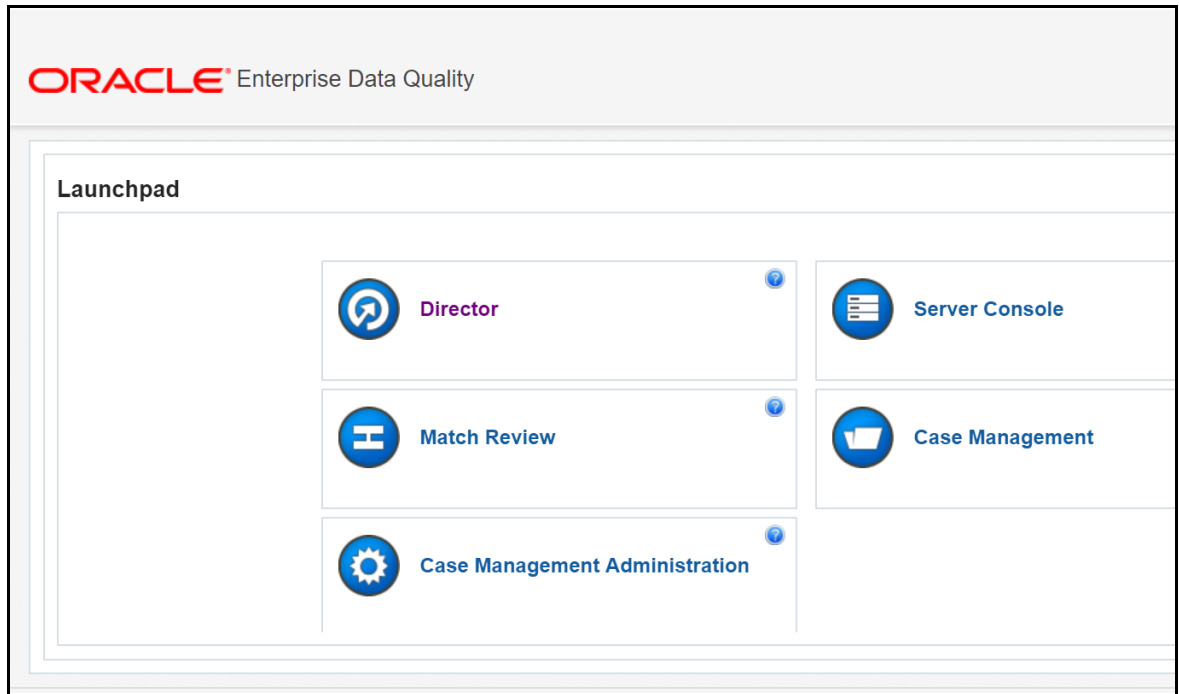 ORACLE® Enterprise Data Quality
Launchpad
Director
Server Console
Match Review
Case Management
Case Management Administration